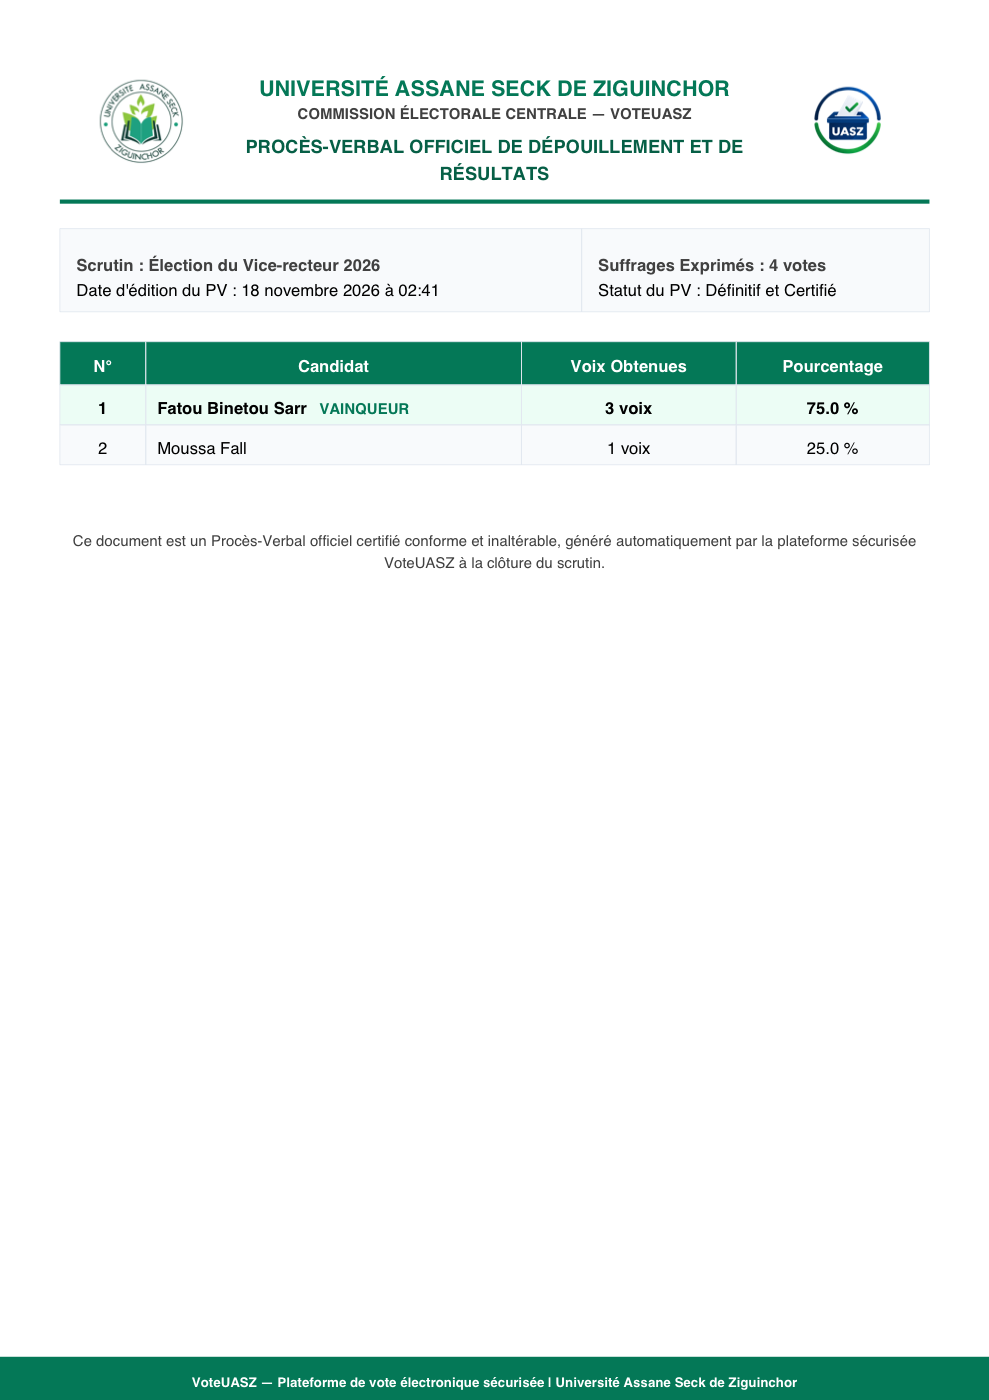 UNIVERSITÉ ASSANE SECK
ZIGUINCHOR
UNIVERSITÉ ASSANE SECK DE ZIGUINCHOR
COMMISSION ÉLECTORALE CENTRALE — VOTEUASZ
PROCÈS-VERBAL OFFICIEL DE DÉPOUILLEMENT ET DE
RÉSULTATS
UASZ
Scrutin : Élection du Vice-recteur 2026
Date d'édition du PV : 18 novembre 2026 à 02:41
Suffrages Exprimés : 4 votes
Statut du PV : Définitif et Certifié
N° Candidat Voix Obtenues Pourcentage
1 Fatou Binetou Sarr VAINQUEUR 3 voix 75.0 %
2 Moussa Fall 1 voix 25.0 %
Ce document est un Procès-Verbal officiel certifié conforme et inaltérable, généré automatiquement par la plateforme sécurisée
VoteUASZ à la clôture du scrutin.
VoteUASZ — Plateforme de vote électronique sécurisée | Université Assane Seck de Ziguinchor